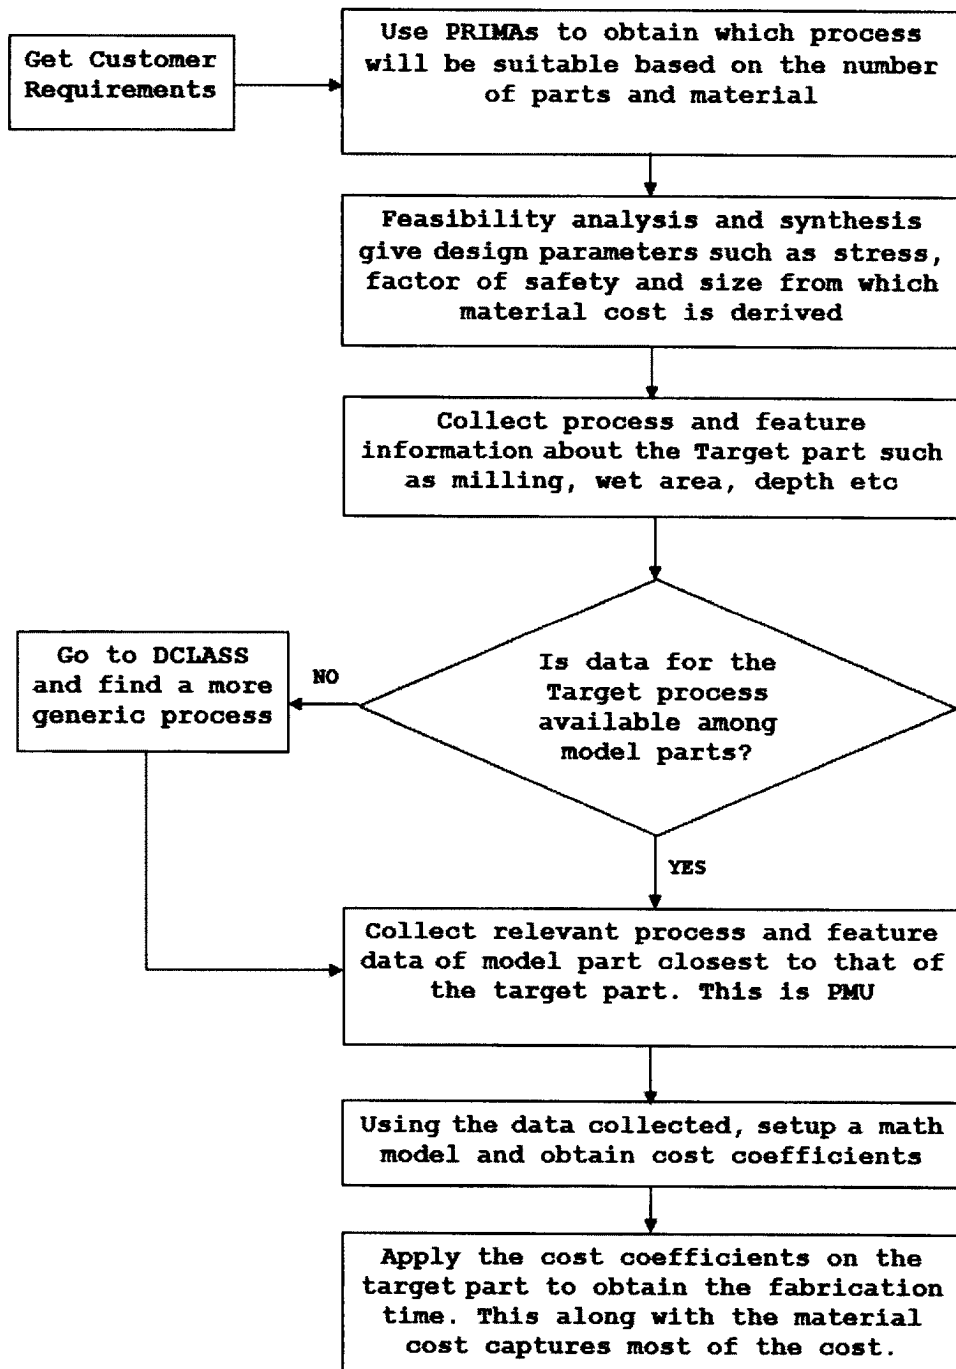 Get Customer
Requirements
Use PRIMAs to obtain which process
will be suitable based on the number
of parts and material
Feasibility analysis and synthesis
give design parameters such as stress,
factor of safety and size from which
material cost is derived
Collect process and feature
information about the Target part such
as milling, wet area, depth etc
Is data for the
Target process
available among
model parts?
NO
Go to DCLASS
and find a more
generic process
YES
Collect relevant process and feature
data of model part closest to that of
the target part. This is PMU
Using the data collected, setup a math
model and obtain cost coefficients
Apply the cost coefficients on the
target part to obtain the fabrication
time. This along with the material
cost captures most of the cost.